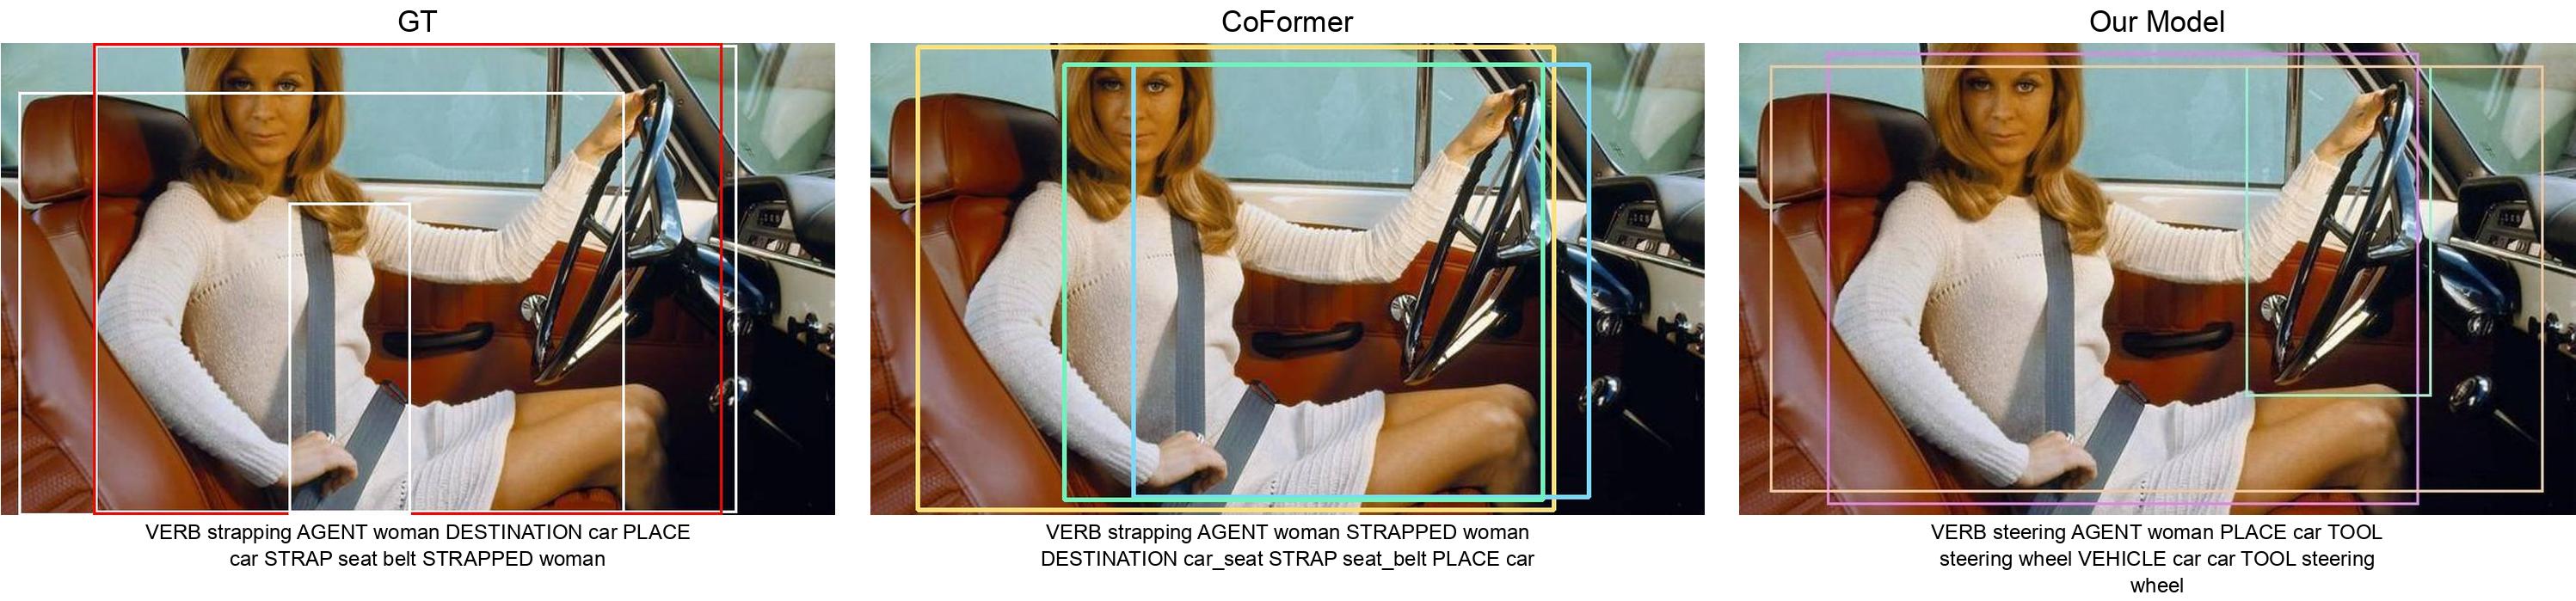 GT
VERB strapping AGENT woman DESTINATION car PLACE
car STRAP seat belt STRAPPED woman
CoFormer
VERB strapping AGENT woman STRAPPED woman
DESTINATION car_seat STRAP seat_belt PLACE car
Our Model
VERB steering AGENT woman PLACE car TOOL
steering wheel VEHICLE car car TOOL steering
wheel